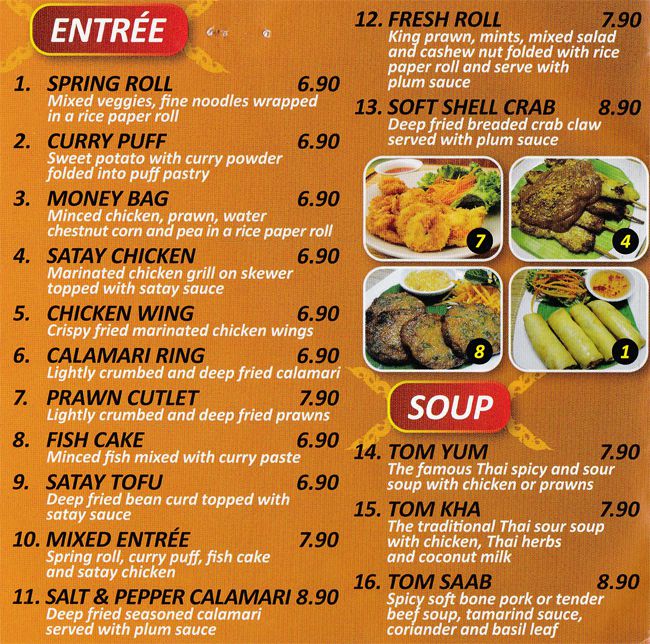 ENTRÉE
1. SPRING ROLL 6.90
Mixed veggies, fine noodles wrapped
in a rice paper roll
2. CURRY PUFF 6.90
Sweet potato with curry powder
folded into puff pastry
3. MONEY BAG 6.90
Minced chicken, prawn, water
chestnut corn and pea in a rice paper roll
4. SATAY CHICKEN 6.90
Marinated chicken grill on skewer
topped with satay sauce
5. CHICKEN WING 6.90
Crispy fried marinated chicken wings
6. CALAMARI RING 6.90
Lightly crumbed and deep fried calamari
7. PRAWN CUTLET 7.90
Lightly crumbed and deep fried prawns
8. FISH CAKE 6.90
Minced fish mixed with curry paste
9. SATAY TOFU 6.90
Deep fried bean curd topped with
satay sauce
10. MIXED ENTRÉE 7.90
Spring roll, curry puff, fish cake
and satay chicken
11. SALT & PEPPER CALAMARI 8.90
Deep fried seasoned calamari
served with plum sauce
12. FRESH ROLL 7.90
King prawn, mints, mixed salad
and cashew nut folded with rice
paper roll and serve with
plum sauce
13. SOFT SHELL CRAB 8.90
Deep fried breaded crab claw
served with plum sauce
7
4
8
1
SOUP
14. TOM YUM 7.90
The famous Thai spicy and sour
soup with chicken or prawns
15. TOM KHA 7.90
The traditional Thai sour soup
with chicken, Thai herbs
and coconut milk
16. TOM SAAB 8.90
Spicy soft bone pork or tender
beef soup, tamarind sauce,
coriander and basil leaf